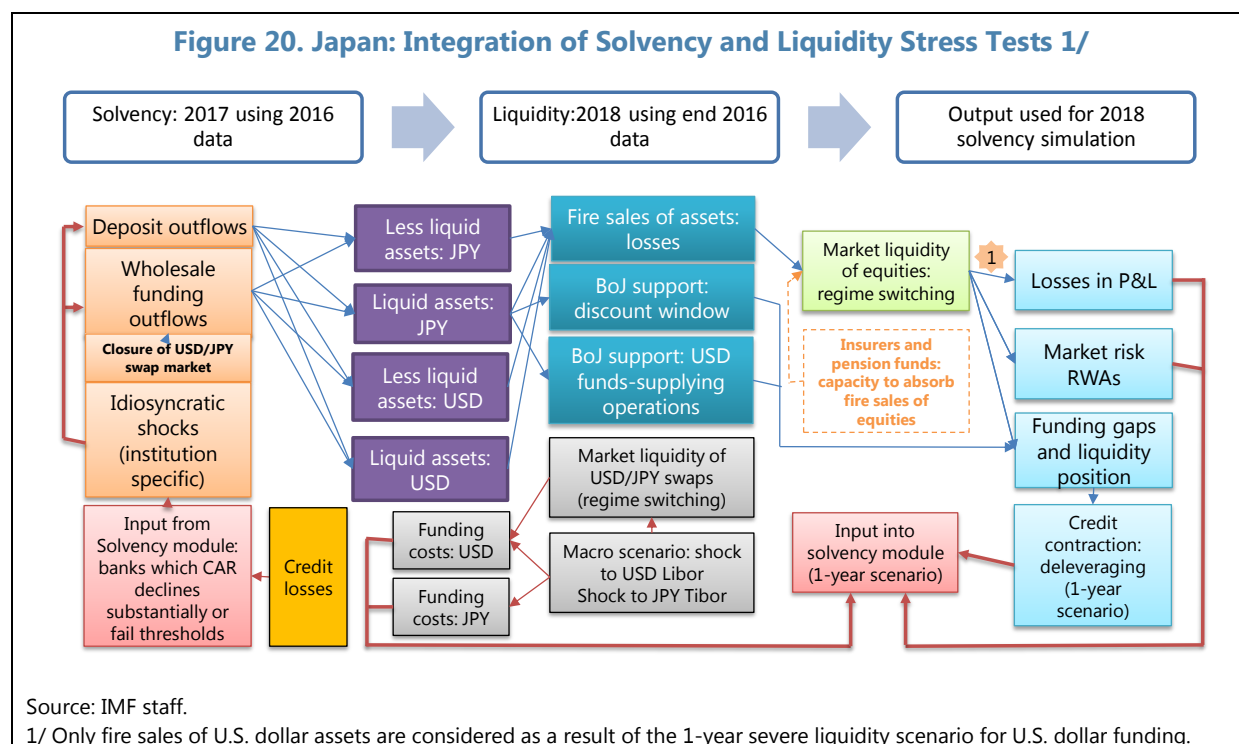 Figure 20. Japan: Integration of Solvency and Liquidity Stress Tests 1/
Solvency: 2017 using 2016
data
Liquidity:2018 using end 2016
data
Output used for 2018
solvency simulation
Deposit outflows
Wholesale
funding
outflows
Closure of USD/JPY
swap market
Idiosyncratic
shocks
(institution
specific)
Input from
Solvency module:
banks which CAR
declines
substantially or
fail thresholds
Credit
losses
Less liquid
assets: JPY
Liquid assets:
JPY
Less liquid
assets: USD
Liquid assets:
USD
Funding
costs: USD
Funding
costs: JPY
Fire sales of assets:
losses
BoJ support:
discount window
BoJ support: USD
funds-supplying
operations
Market liquidity of
USD/JPY swaps
(regime switching)
Macro scenario: shock
to USD Libor
Shock to JPY Tibor
Market liquidity
of equities:
regime switching
1
Insurers and
pension funds:
capacity to absorb
fire sales of
equities
Input into
solvency module
(1-year scenario)
Losses in P&L
Market risk
RWAs
Funding gaps
and liquidity
position
Credit
contraction:
deleveraging
(1-year
scenario)
Source: IMF staff.
1/ Only fire sales of U.S. dollar assets are considered as a result of the 1-year severe liquidity scenario for U.S. dollar funding.